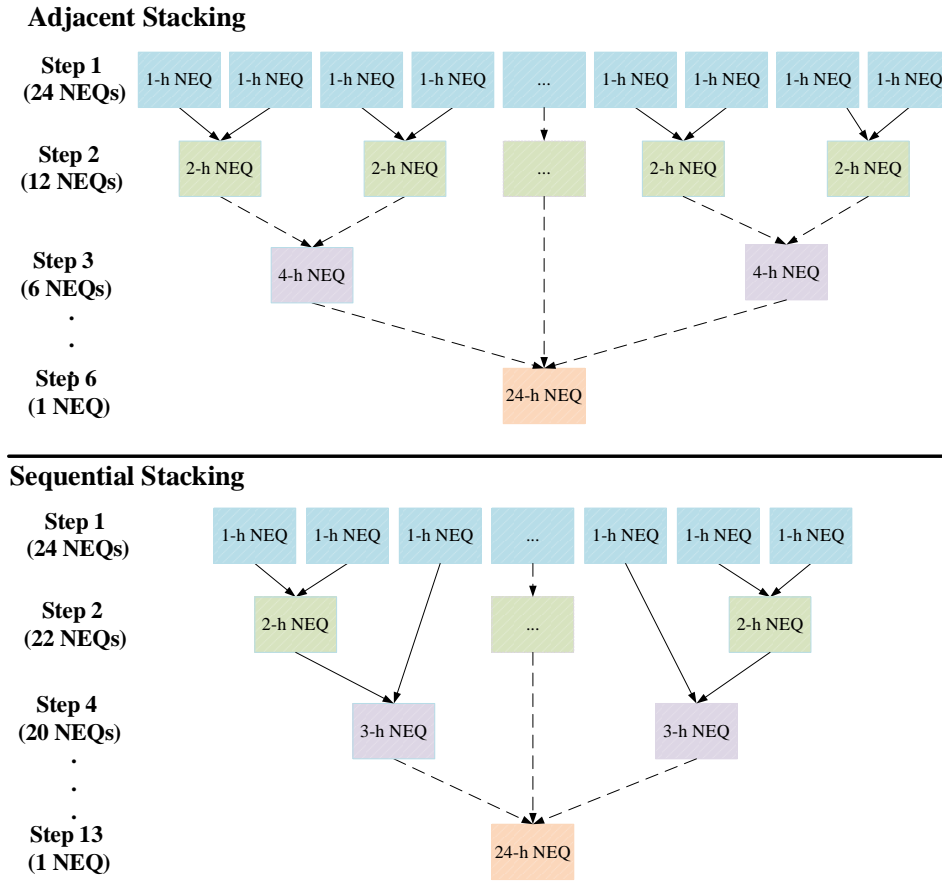 Adjacent Stacking
Step 1
(24 NEQs)
1-h NEQ 1-h NEQ 1-h NEQ 1-h NEQ ... 1-h NEQ 1-h NEQ 1-h NEQ 1-h NEQ
Step 2
(12 NEQs)
2-h NEQ 2-h NEQ ... 2-h NEQ 2-h NEQ
Step 3
(6 NEQs)
4-h NEQ 4-h NEQ
.
.
.
Step 6
(1 NEQ)
24-h NEQ
Sequential Stacking
Step 1
(24 NEQs)
1-h NEQ 1-h NEQ 1-h NEQ ... 1-h NEQ 1-h NEQ 1-h NEQ
Step 2
(22 NEQs)
2-h NEQ ... 2-h NEQ
Step 4
(20 NEQs)
3-h NEQ 3-h NEQ
.
.
.
Step 13
(1 NEQ)
24-h NEQ